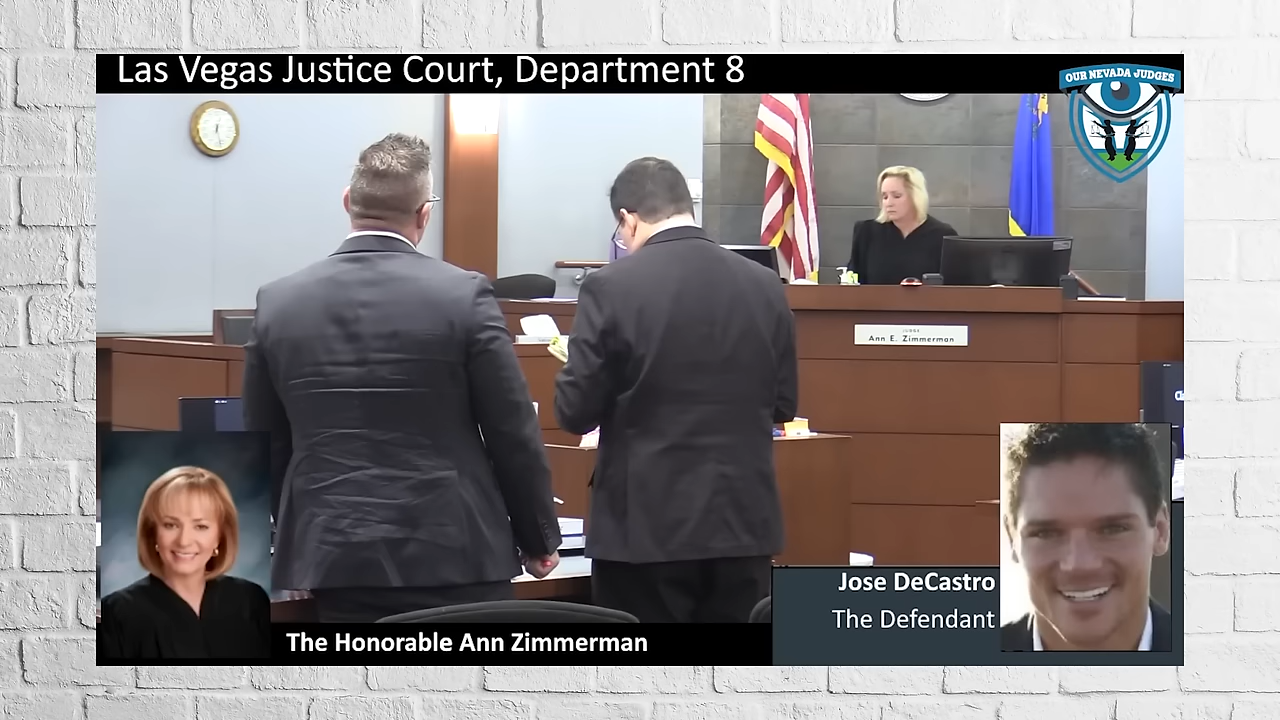 Las Vegas Justice Court, Department 8
OUR NEVADA JUDGES
JUDGE
Ann E. Zimmerman
Jose DeCastro
The Defendant
The Honorable Ann Zimmerman